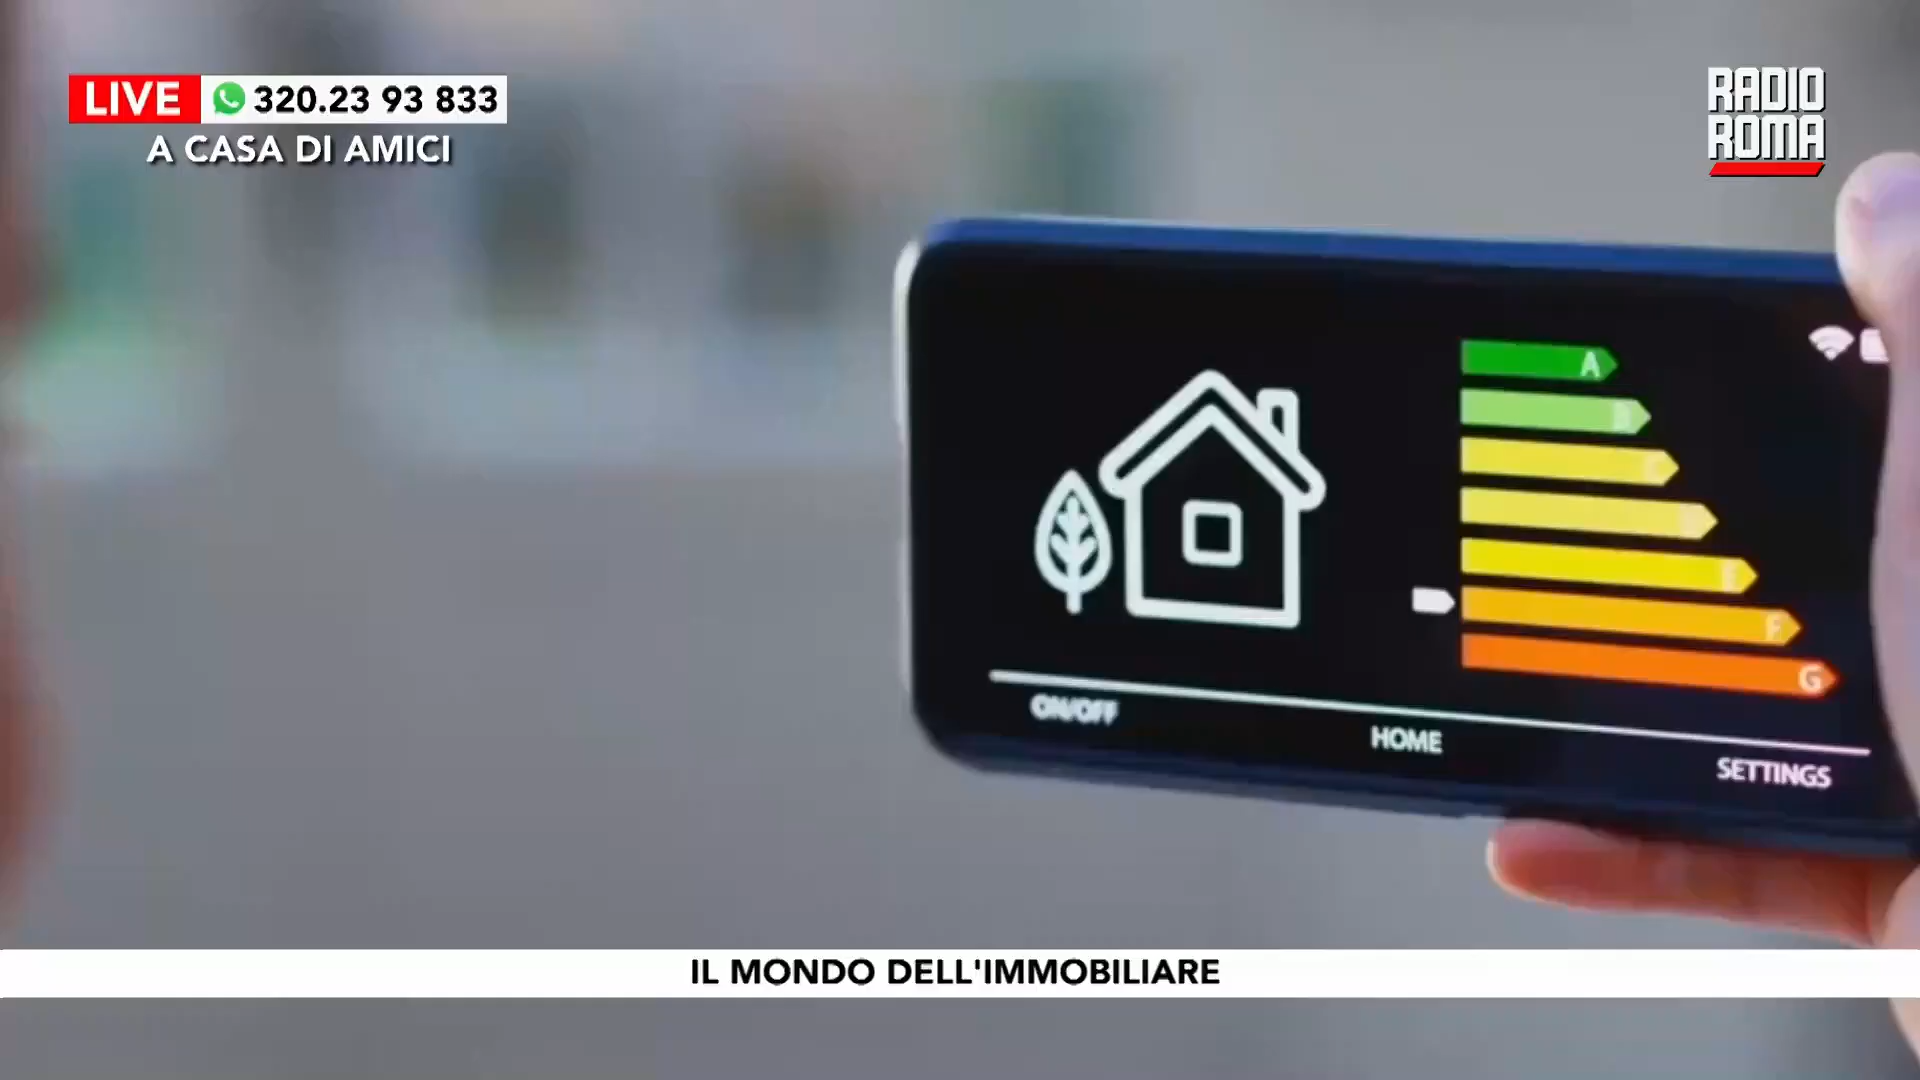 LIVE 320.23 93 833
A CASA DI AMICI
RADIO
ROMA
A
B
C
E
F
G
ON/OFF
HOME
SETTINGS
IL MONDO DELL'IMMOBILIARE